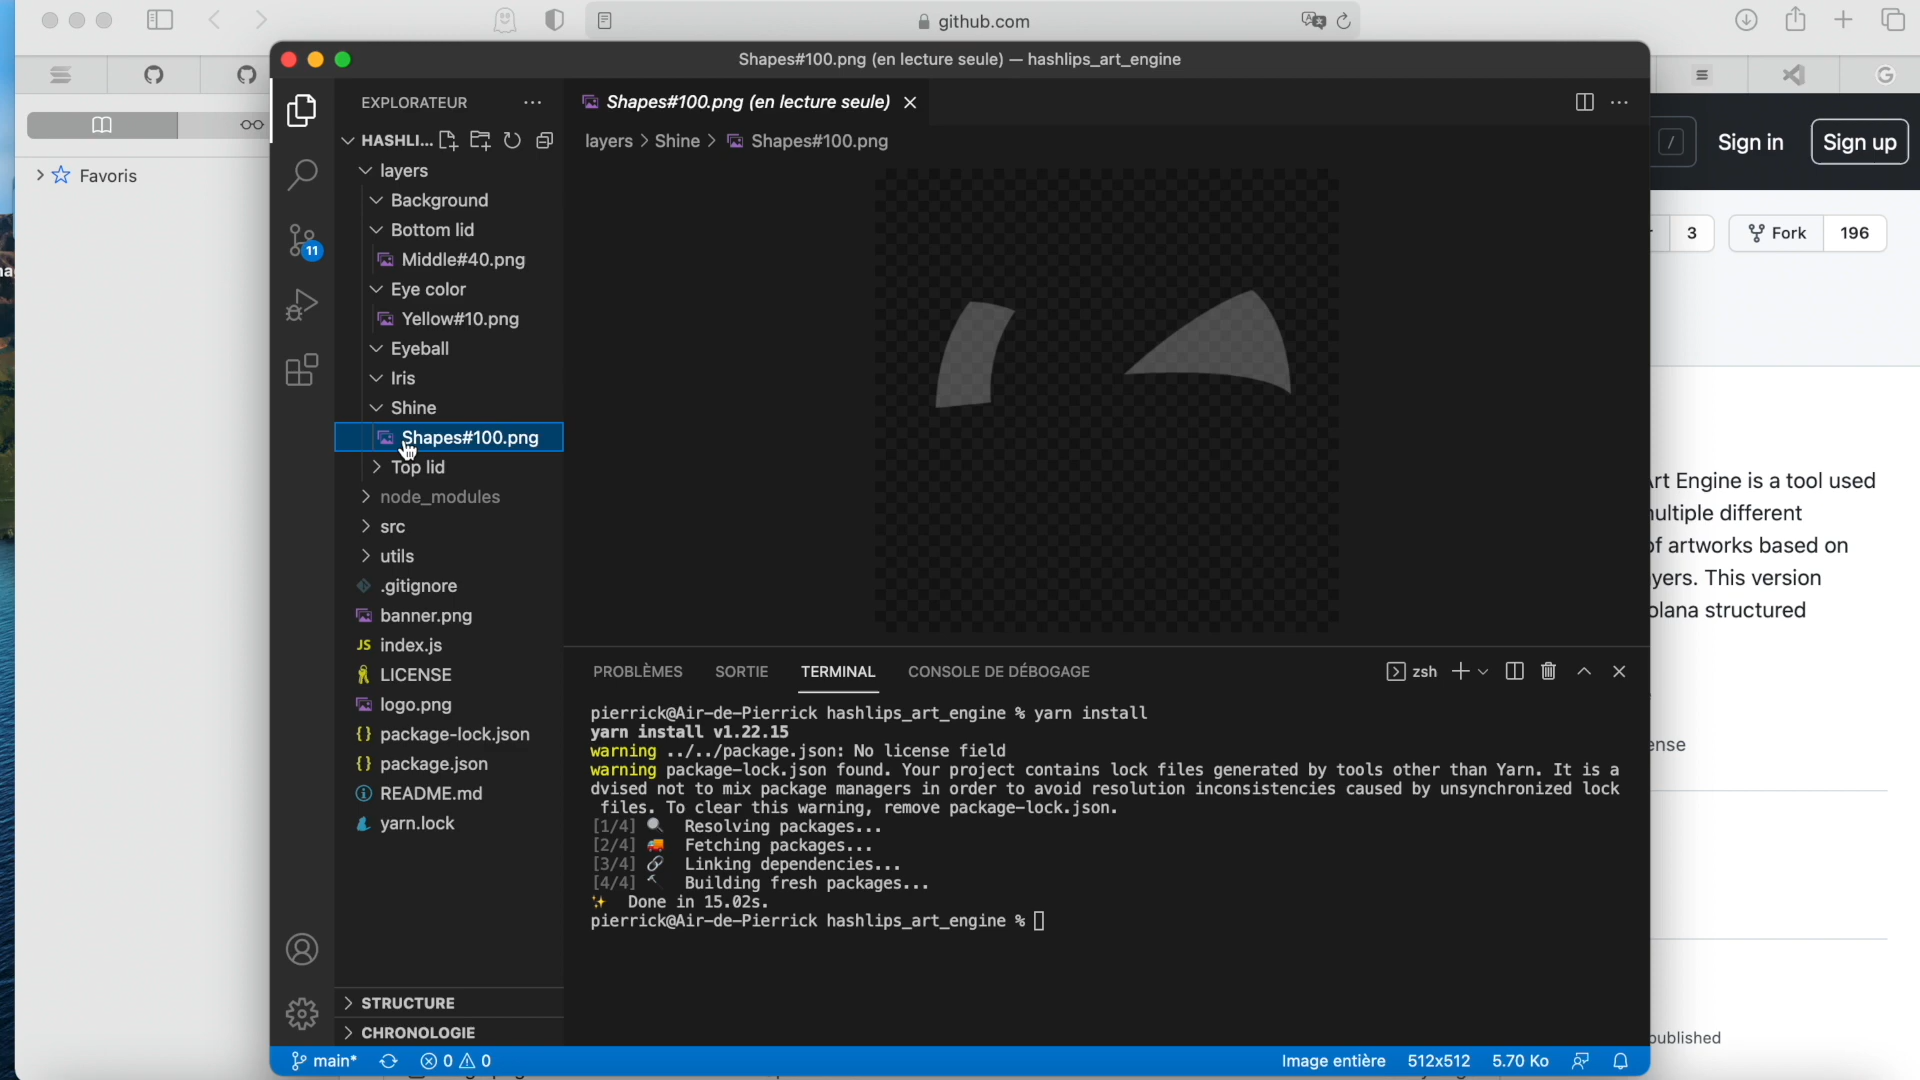 github.com
Shapes#100.png (en lecture seule) — hashlips_art_engine
EXPLORATEUR
Shapes#100.png (en lecture seule)
HASHLI...
layers > Shine > Shapes#100.png
Sign in
Sign up
Favoris
layers
Background
Bottom lid
Middle#40.png
Eye color
Yellow#10.png
Eyeball
Iris
Shine
Shapes#100.png
Top lid
node_modules
src
utils
.gitignore
banner.png
index.js
LICENSE
logo.png
package-lock.json
package.json
README.md
yarn.lock
STRUCTURE
CHRONOLOGIE
11
JS
3
Fork
196
Art Engine is a tool used
multiple different
of artworks based on
yers. This version
olana structured
ense
published
PROBLÈMES
SORTIE
TERMINAL
CONSOLE DE DÉBOGAGE
zsh
pierrick@Air-de-Pierrick hashlips_art_engine % yarn install
yarn install v1.22.15
warning ../../package.json: No license field
warning package-lock.json found. Your project contains lock files generated by tools other than Yarn. It is a
dvised not to mix package managers in order to avoid resolution inconsistencies caused by unsynchronized lock
files. To clear this warning, remove package-lock.json.
[1/4] Resolving packages...
[2/4] Fetching packages...
[3/4] Linking dependencies...
[4/4] Building fresh packages...
Done in 15.02s.
pierrick@Air-de-Pierrick hashlips_art_engine %
main*
0
0
Image entière
512x512
5.70 Ko